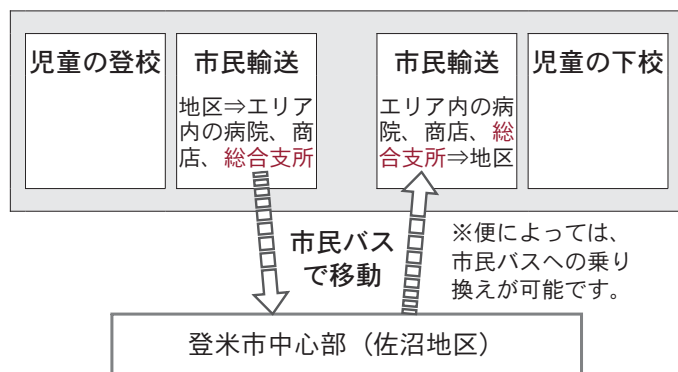 児童の登校
市民輸送
地区⇒エリア
内の病院、商
店、総合支所
市民輸送
エリア内の病
院、商店、総
合支所⇒地区
児童の下校
市民バス
で移動
※便によっては、
市民バスへの乗り
換えが可能です。
登米市中心部（佐沼地区）